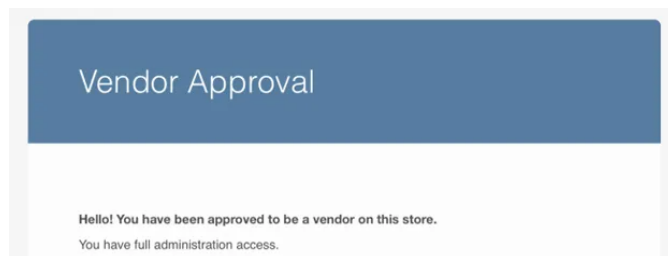 Vendor Approval
Hello! You have been approved to be a vendor on this store.
You have full administration access.